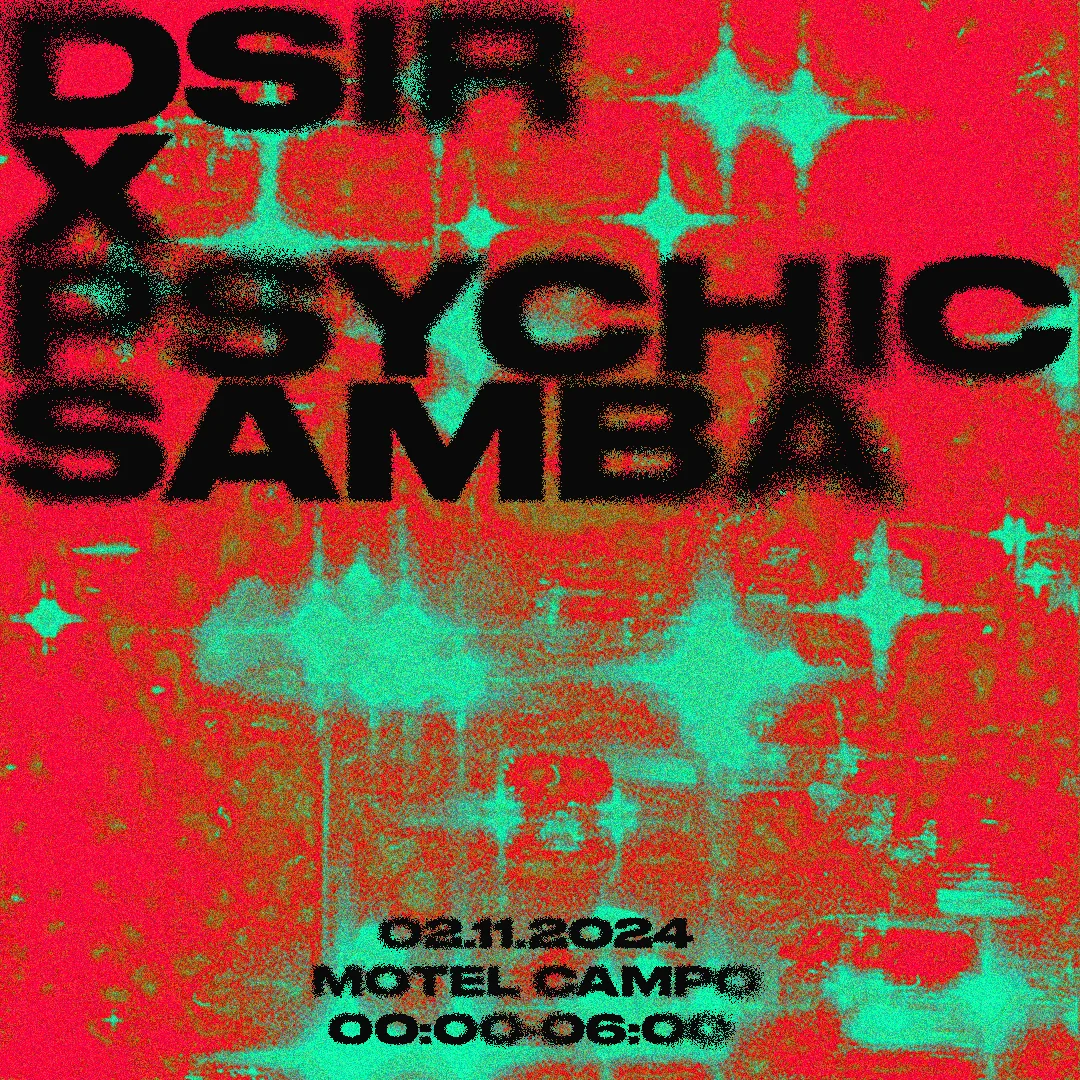 DSIR
X
PSYCHIC
SAMBA
02.11.2024
MOTEL CAMPO
00:00-06:00